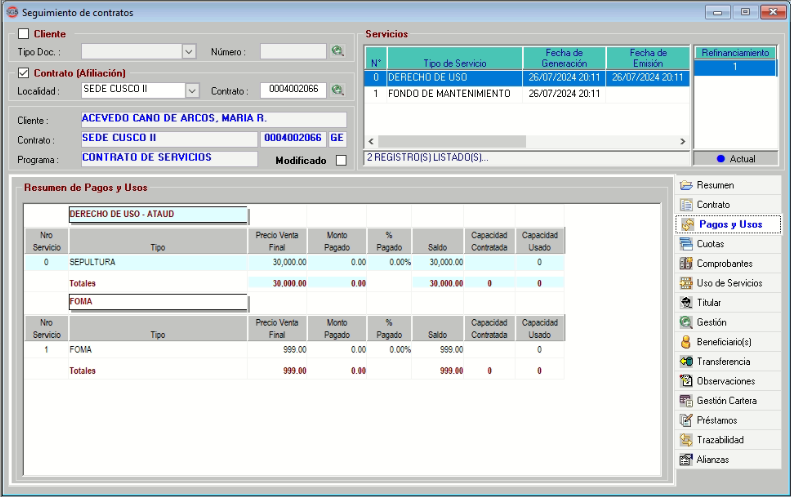 Seguimiento de contratos
Cliente
Tipo Doc. :
Número :
Contrato (Afiliación)
Localidad : SEDE CUSCO II Contrato : 0004002066
Cliente : ACEVEDO CANO DE ARCOS, MARIA R.
Contrato : SEDE CUSCO II 0004002066 GE
Programa : CONTRATO DE SERVICIOS Modificado
Servicios
N° Tipo de Servicio Fecha de Generación Fecha de Emisión
0 DERECHO DE USO 26/07/2024 20:11 26/07/2024 20:11
1 FONDO DE MANTENIMIENTO 26/07/2024 20:11
2 REGISTRO(S) LISTADO(S)...
Refinanciamiento
1
Actual
Resumen de Pagos y Usos
DERECHO DE USO - ATAUD
Nro Servicio Tipo Precio Venta Final Monto Pagado % Pagado Saldo Capacidad Contratada Capacidad Usado
0 SEPULTURA 30,000.00 0.00 0.00% 30,000.00 0
Totales 30,000.00 0.00 30,000.00 0 0
FOMA
Nro Servicio Tipo Precio Venta Final Monto Pagado % Pagado Saldo Capacidad Contratada Capacidad Usado
1 FOMA 999.00 0.00 0.00% 999.00 0
Totales 999.00 0.00 999.00 0 0
Resumen
Contrato
Pagos y Usos
Cuotas
Comprobantes
Uso de Servicios
Titular
Gestión
Beneficiario(s)
Transferencia
Observaciones
Gestión Cartera
Préstamos
Trazabilidad
Alianzas